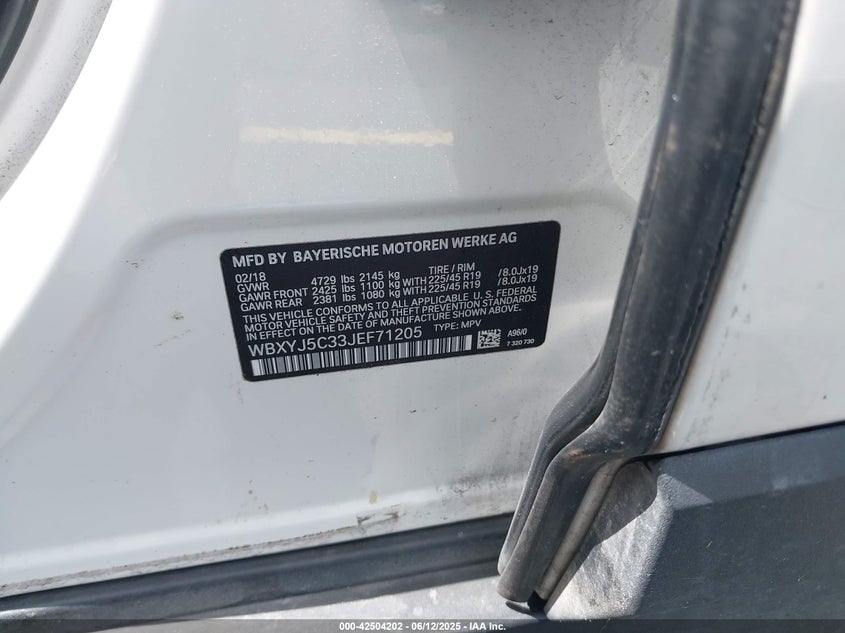 MFD BY BAYERISCHE MOTOREN WERKE AG
02/18 TIRE / RIM
GVWR 4729 lbs 2145 kg
GAWR FRONT 2425 lbs 1100 kg WITH 225/45 R19 /8.0Jx19
GAWR REAR 2381 lbs 1080 kg WITH 225/45 R19 /8.0Jx19
THIS VEHICLE CONFORMS TO ALL APPLICABLE U.S. FEDERAL
MOTOR VEHICLE SAFETY AND THEFT PREVENTION STANDARDS
IN EFFECT ON THE DATE OF MANUFACTURE SHOWN ABOVE.
WBXYJ5C33JEF71205 TYPE: MPV A96/0
7 320 730
000-42504202 - 06/12/2025 - IAA Inc.